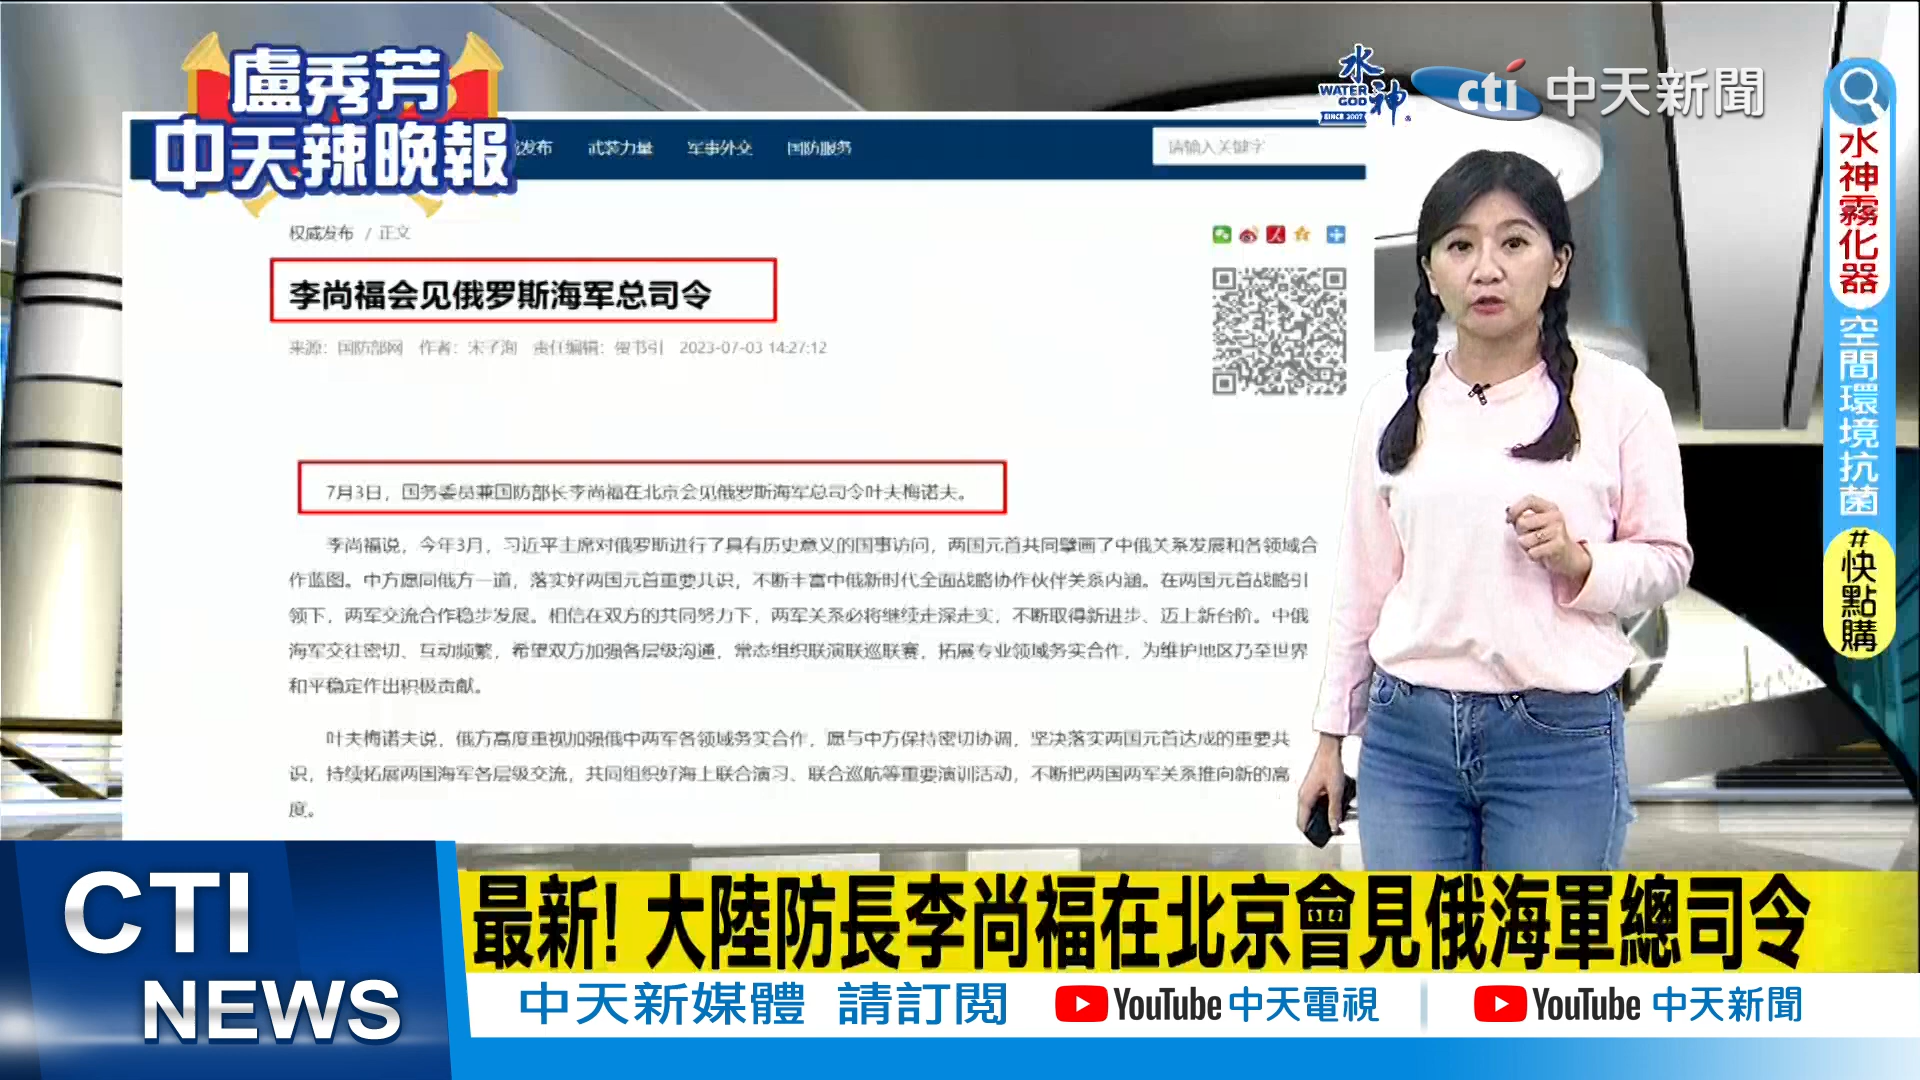 盧秀芳
中天辣晚報
发布 武装力量 军事外交 国防服务
请输入关键字
水神
WATER GOD
SINCE 2007
cti 中天新聞
权威发布 / 正文
李尚福会见俄罗斯海军总司令
来源：国防部网 作者：宋子洵 责任编辑：贺书引 2023-07-03 14:27:12
7月3日，国务委员兼国防部长李尚福在北京会见俄罗斯海军总司令叶夫梅诺夫。
李尚福说，今年3月，习近平主席对俄罗斯进行了具有历史意义的国事访问，两国元首共同擘画了中俄关系发展和各领域合
作蓝图。中方愿同俄方一道，落实好两国元首重要共识，不断丰富中俄新时代全面战略协作伙伴关系内涵。在两国元首战略引
领下，两军交流合作稳步发展。相信在双方的共同努力下，两军关系必将继续走深走实，不断取得新进步、迈上新台阶。中俄
海军交往密切、互动频繁，希望双方加强各层级沟通，常态组织联演联巡联赛，拓展专业领域务实合作，为维护地区乃至世界
和平稳定作出积极贡献。
叶夫梅诺夫说，俄方高度重视加强俄中两军各领域务实合作，愿与中方保持密切协调，坚决落实两国元首达成的重要共
识，持续拓展两国海军各层级交流，共同组织好海上联合演习、联合巡航等重要演训活动，不断把两国两军关系推向新的高
度。
水神霧化器
空間環境抗菌
#快點購
CTI
NEWS
最新! 大陸防長李尚福在北京會見俄海軍總司令
中天新媒體 請訂閱 YouTube 中天電視 YouTube 中天新聞